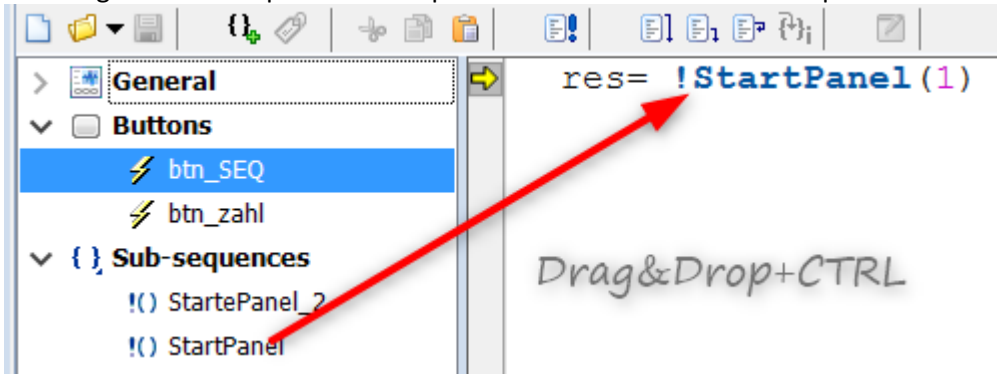 General
res= !StartPanel(1)
Buttons
btn_SEQ
btn_zahl
{ } Sub-sequences
Drag&Drop+CTRL
!() StartePanel_2
!() StartPanel